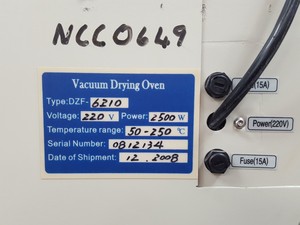 NCC0649
Vacuum Drying Oven
Type:DZF- 6210
Voltage: 220 V Power: 2500 W
Temperature range: 50-250 ℃
Serial Number: 0812134
Date of Shipment: 12. 2008
(15A)
Power(220V)
Fuse(15A)